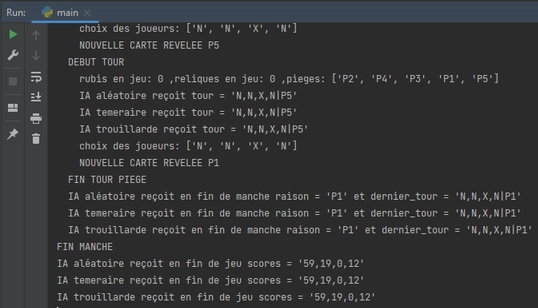 Run: main
choix des joueurs: ['N', 'N', 'X', 'N']
NOUVELLE CARTE REVELEE P5
DEBUT TOUR
rubis en jeu: 0 ,reliques en jeu: 0 ,pieges: ['P2', 'P4', 'P3', 'P1', 'P5']
IA aléatoire reçoit tour = 'N,N,X,N|P5'
IA temeraire reçoit tour = 'N,N,X,N|P5'
IA trouillarde reçoit tour = 'N,N,X,N|P5'
choix des joueurs: ['N', 'N', 'X', 'N']
NOUVELLE CARTE REVELEE P1
FIN TOUR PIEGE
IA aléatoire reçoit en fin de manche raison = 'P1' et dernier_tour = 'N,N,X,N|P1'
IA temeraire reçoit en fin de manche raison = 'P1' et dernier_tour = 'N,N,X,N|P1'
IA trouillarde reçoit en fin de manche raison = 'P1' et dernier_tour = 'N,N,X,N|P1'
FIN MANCHE
IA aléatoire reçoit en fin de jeu scores = '59,19,0,12'
IA temeraire reçoit en fin de jeu scores = '59,19,0,12'
IA trouillarde reçoit en fin de jeu scores = '59,19,0,12'